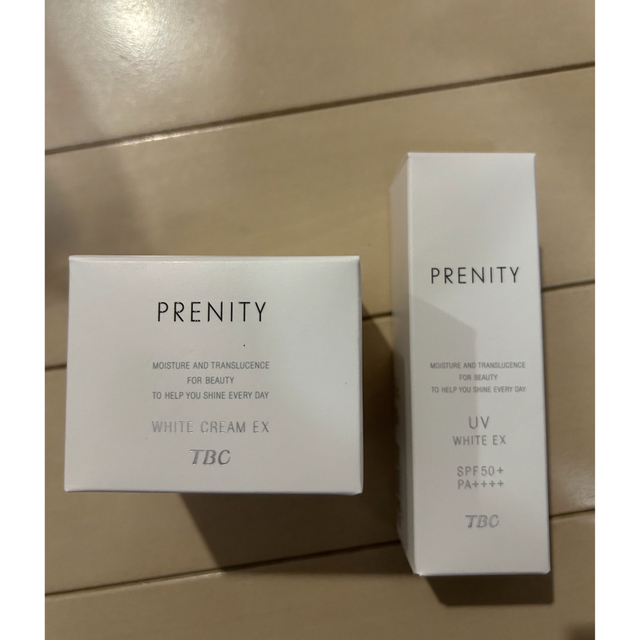 PRENITY
MOISTURE AND TRANSLUCENCE
FOR BEAUTY
TO HELP YOU SHINE EVERY DAY
WHITE CREAM EX
TBC
PRENITY
MOISTURE AND TRANSLUCENCE
FOR BEAUTY
TO HELP YOU SHINE EVERY DAY
UV
WHITE EX
SPF50+
PA++++
TBC